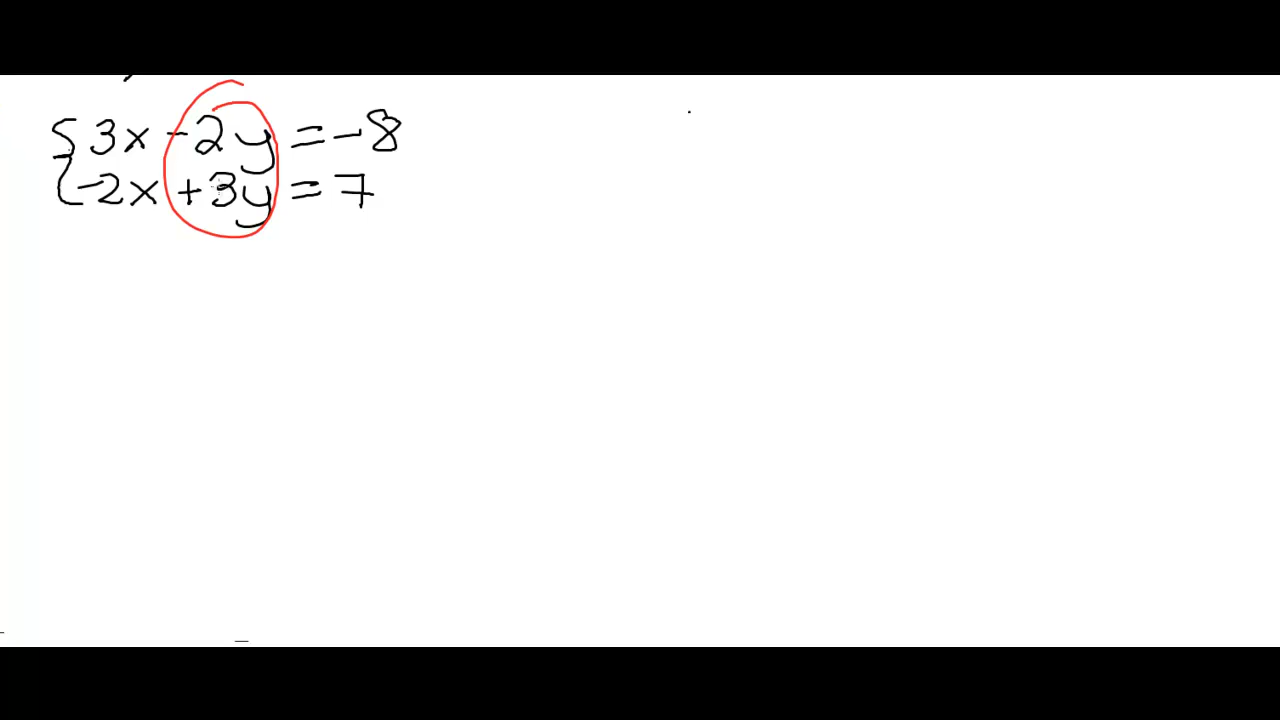 3x - 2y = -8
-2x + 3y = 7